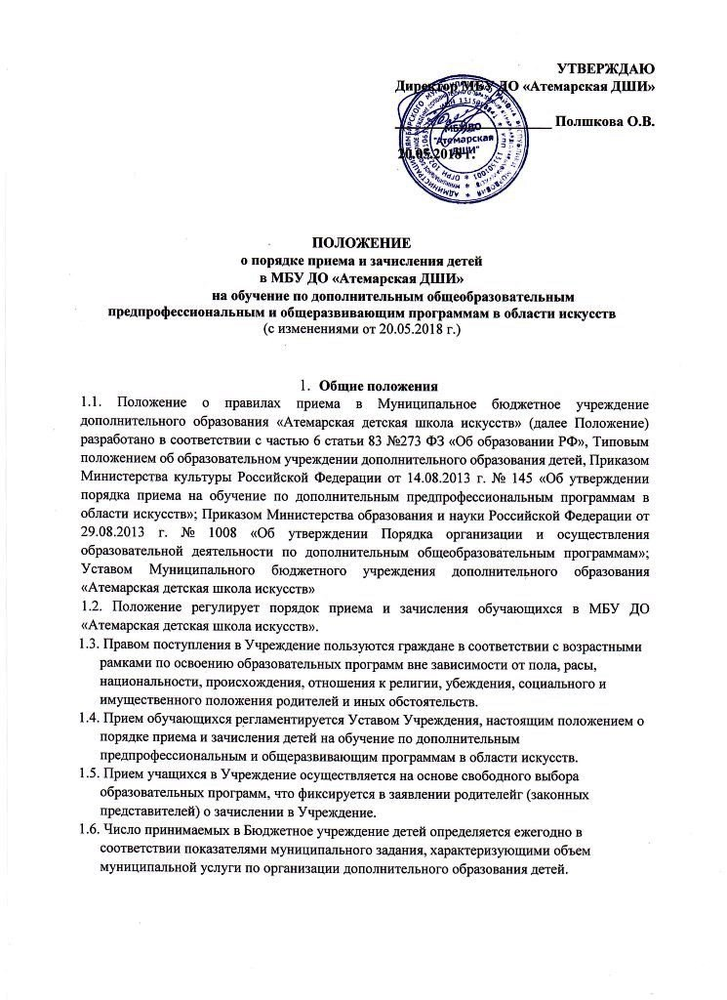 УТВЕРЖДАЮ
Директор МБУ ДО «Атемарская ДШИ»
Полшкова О.В.
МБУ ДО
"Атемарская
ДШИ"
20.05.2018 г.
ПОЛОЖЕНИЕ
о порядке приема и зачисления детей
в МБУ ДО «Атемарская ДШИ»
на обучение по дополнительным общеобразовательным
предпрофессиональным и общеразвивающим программам в области искусств
(с изменениями от 20.05.2018 г.)
1. Общие положения
1.1. Положение о правилах приема в Муниципальное бюджетное учреждение
дополнительного образования «Атемарская детская школа искусств» (далее Положение)
разработано в соответствии с частью 6 статьи 83 №273 ФЗ «Об образовании РФ», Типовым
положением об образовательном учреждении дополнительного образования детей, Приказом
Министерства культуры Российской Федерации от 14.08.2013 г. № 145 «Об утверждении
порядка приема на обучение по дополнительным предпрофессиональным программам в
области искусств»; Приказом Министерства образования и науки Российской Федерации от
29.08.2013 г. № 1008 «Об утверждении Порядка организации и осуществления
образовательной деятельности по дополнительным общеобразовательным программам»;
Уставом Муниципального бюджетного учреждения дополнительного образования
«Атемарская детская школа искусств»
1.2. Положение регулирует порядок приема и зачисления обучающихся в МБУ ДО
«Атемарская детская школа искусств».
1.3. Правом поступления в Учреждение пользуются граждане в соответствии с возрастными
рамками по освоению образовательных программ вне зависимости от пола, расы,
национальности, происхождения, отношения к религии, убеждения, социального и
имущественного положения родителей и иных обстоятельств.
1.4. Прием обучающихся регламентируется Уставом Учреждения, настоящим положением о
порядке приема и зачисления детей на обучение по дополнительным
предпрофессиональным и общеразвивающим программам в области искусств.
1.5. Прием учащихся в Учреждение осуществляется на основе свободного выбора
образовательных программ, что фиксируется в заявлении родителейг (законных
представителей) о зачислении в Учреждение.
1.6. Число принимаемых в Бюджетное учреждение детей определяется ежегодно в
соответствии показателями муниципального задания, характеризующими объем
муниципальной услуги по организации дополнительного образования детей.